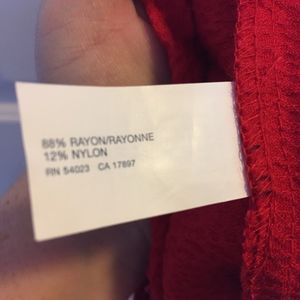 88% RAYON/RAYONNE
12% NYLON
RN 54023 CA 17897